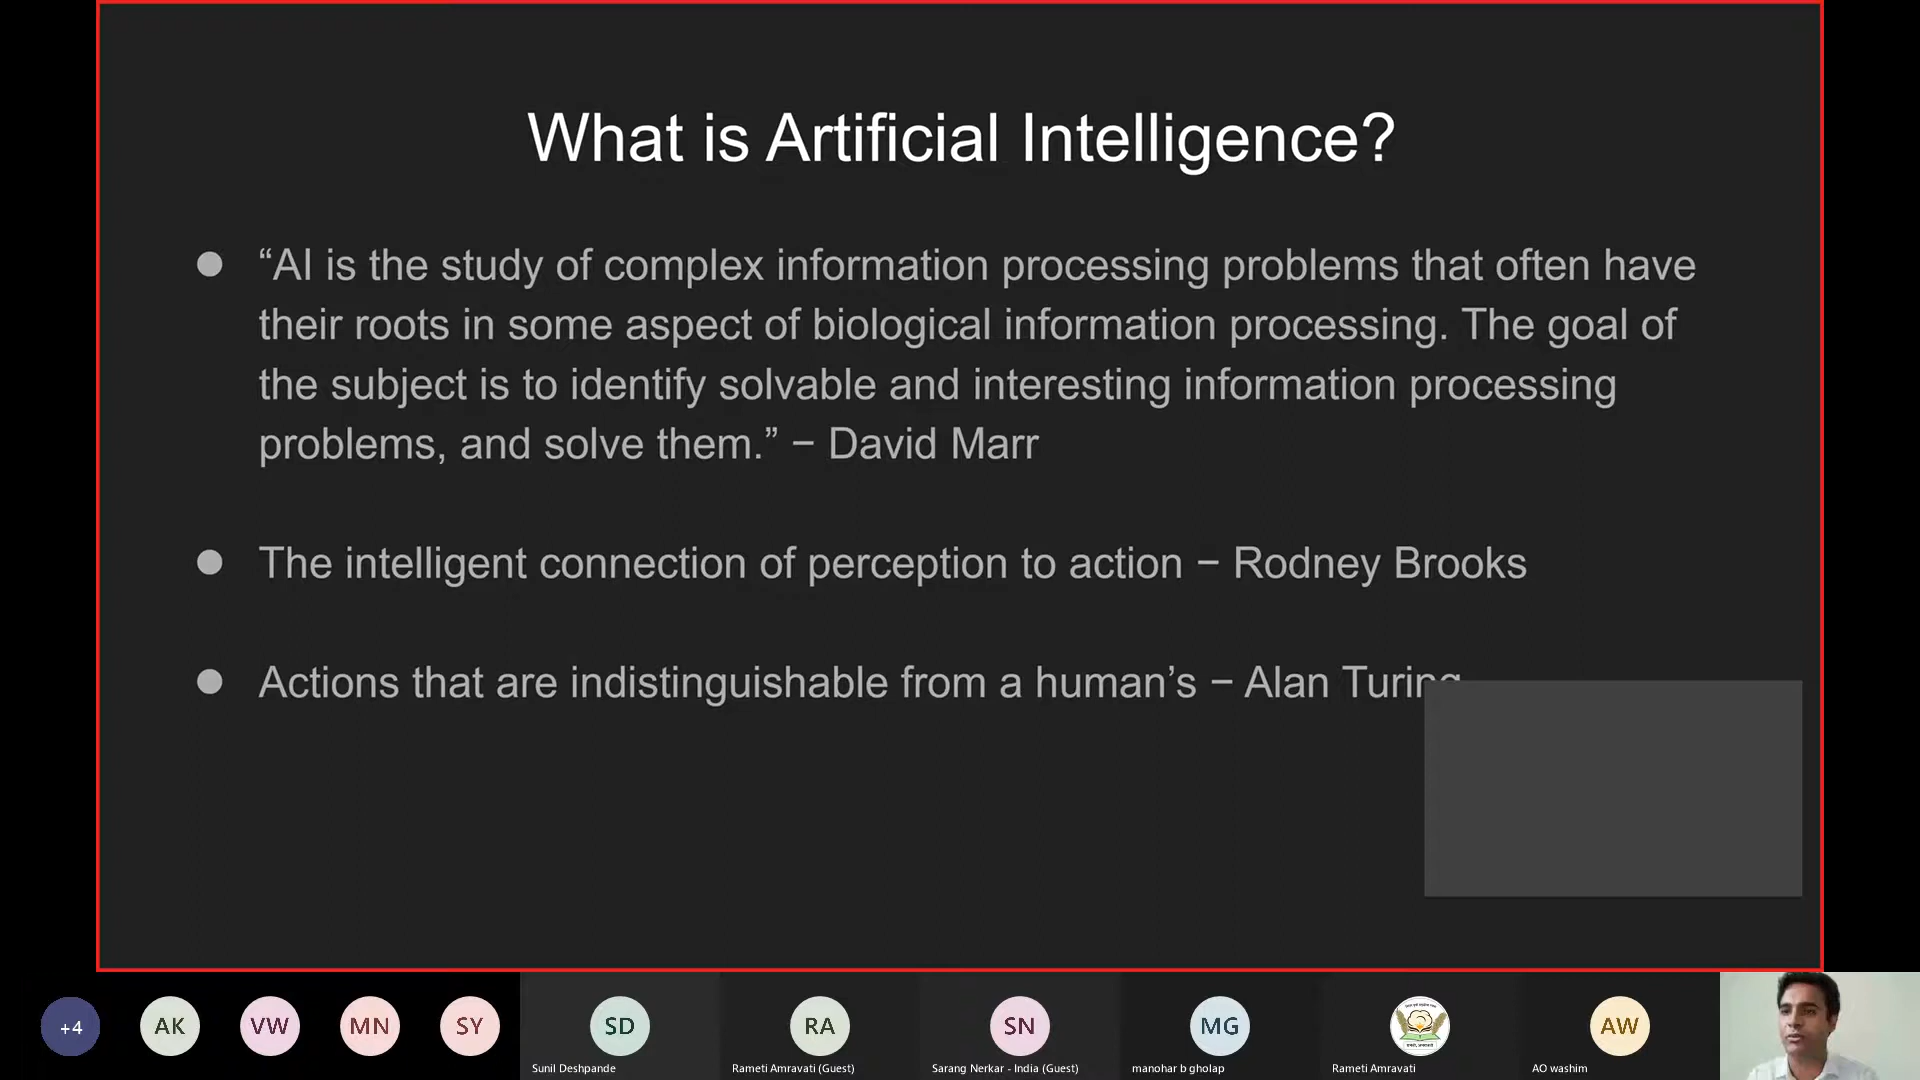 What is Artificial Intelligence?
● “AI is the study of complex information processing problems that often have
their roots in some aspect of biological information processing. The goal of
the subject is to identify solvable and interesting information processing
problems, and solve them.” − David Marr
● The intelligent connection of perception to action − Rodney Brooks
● Actions that are indistinguishable from a human’s − Alan Turing
+4 AK VW MN SY SD RA SN MG AW
Sunil Deshpande Rameti Amravati (Guest) Sarang Nerkar - India (Guest) manohar b gholap Rameti Amravati AO washim